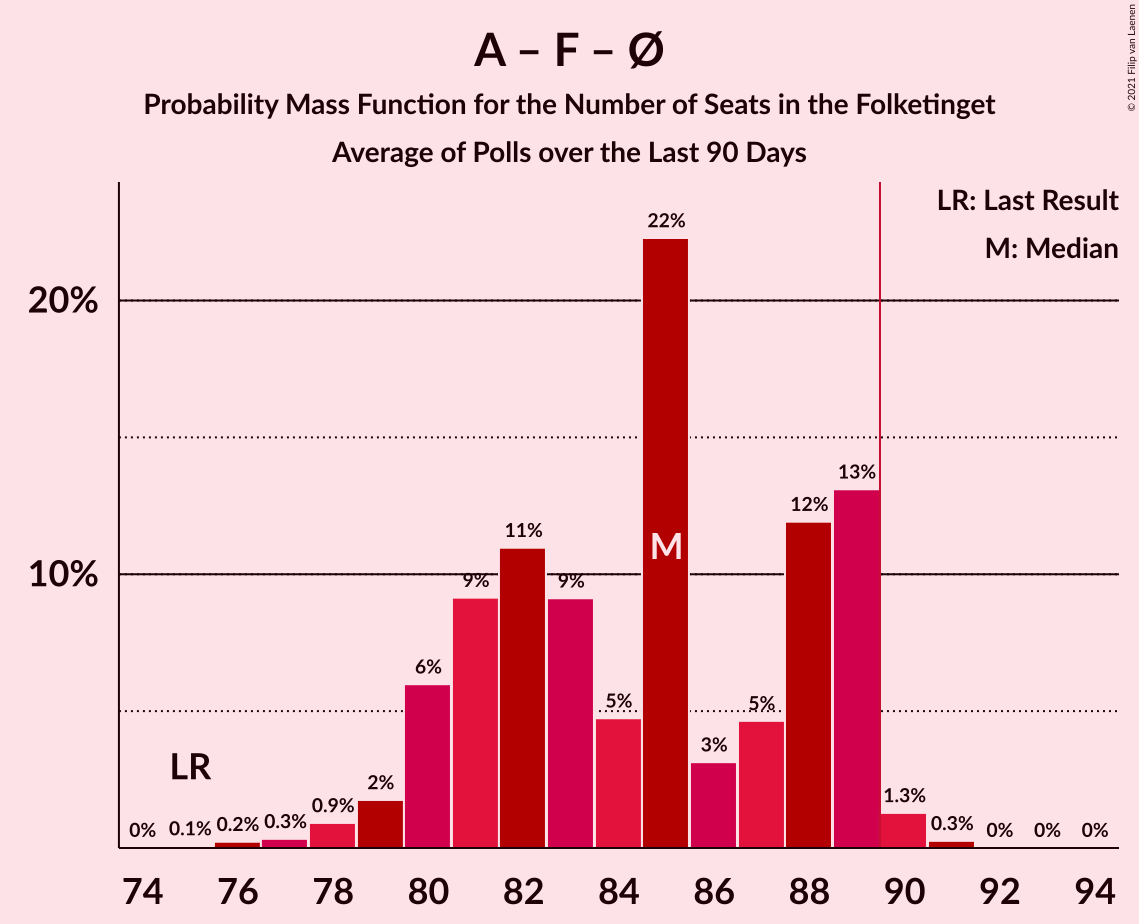 A – F – Ø
Probability Mass Function for the Number of Seats in the Folketinget
Average of Polls over the Last 90 Days
© 2021 Filip van Laenen
LR: Last Result
M: Median
22%
20%
13%
12%
11%
M
10%
9%
9%
6%
5%
5%
3%
LR
2%
1.3%
0.9%
0.3%
0.3%
0.2%
0.1%
0%
0%
0%
0%
74 76 78 80 82 84 86 88 90 92 94